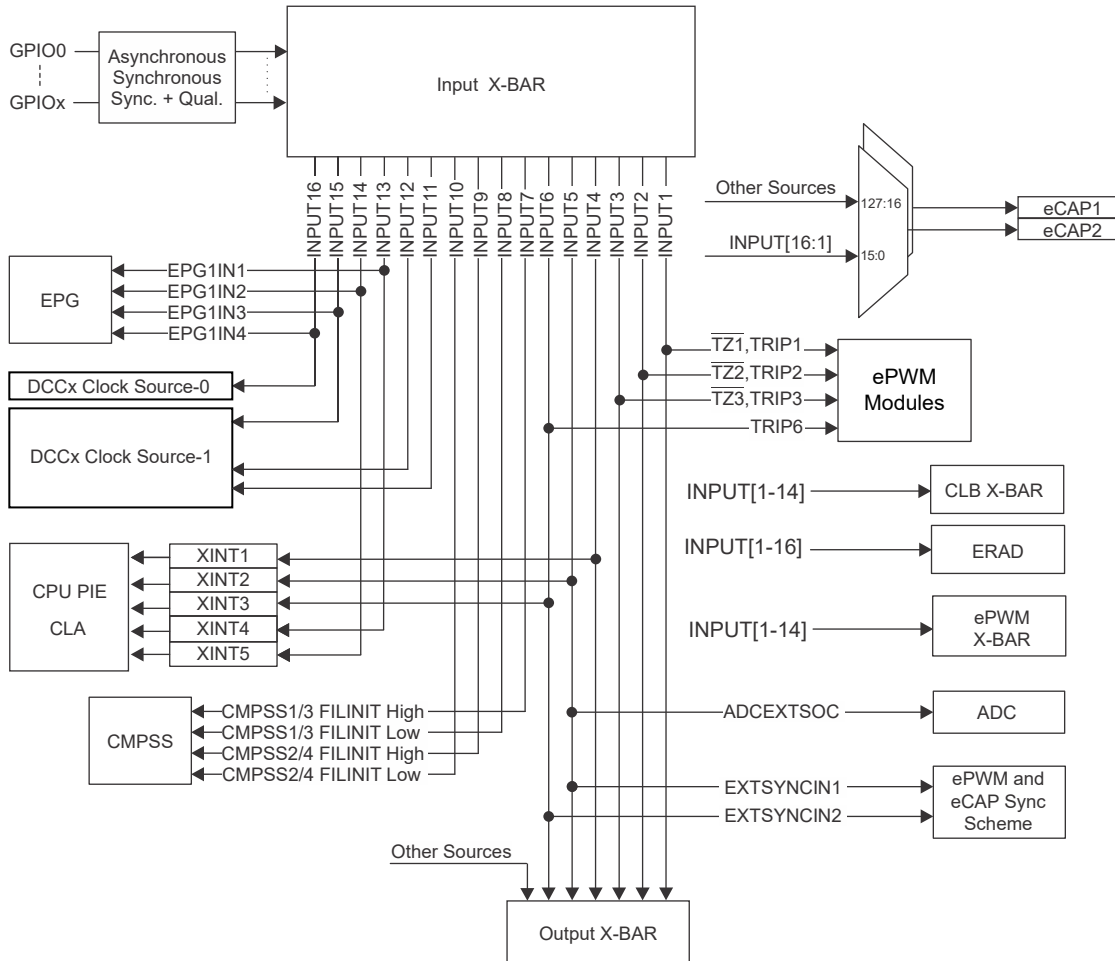 GPIO0
GPIOx
Asynchronous
Synchronous
Sync. + Qual.
Input X-BAR
INPUT16
INPUT15
INPUT14
INPUT13
INPUT12
INPUT11
INPUT10
INPUT9
INPUT8
INPUT7
INPUT6
INPUT5
INPUT4
INPUT3
INPUT2
INPUT1
Other Sources
127:16
INPUT[16:1]
15:0
eCAP1
eCAP2
EPG
EPG1IN1
EPG1IN2
EPG1IN3
EPG1IN4
DCCx Clock Source-0
DCCx Clock Source-1
TZ1,TRIP1
TZ2,TRIP2
TZ3,TRIP3
TRIP6
ePWM
Modules
INPUT[1-14]
CLB X-BAR
INPUT[1-16]
ERAD
INPUT[1-14]
ePWM
X-BAR
CPU PIE
CLA
XINT1
XINT2
XINT3
XINT4
XINT5
CMPSS
CMPSS1/3 FILINIT High
CMPSS1/3 FILINIT Low
CMPSS2/4 FILINIT High
CMPSS2/4 FILINIT Low
ADCEXTSOC
ADC
EXTSYNCIN1
EXTSYNCIN2
ePWM and
eCAP Sync
Scheme
Other Sources
Output X-BAR